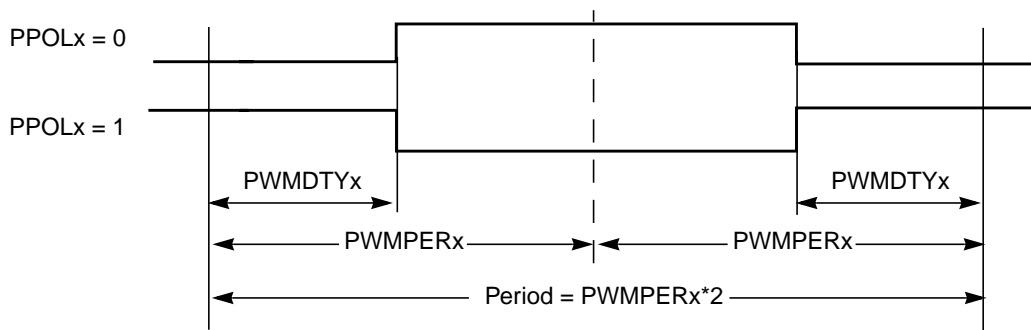 PPOLx = 0
PPOLx = 1
PWMDTYx
PWMDTYx
PWMPERx
PWMPERx
Period = PWMPERx*2